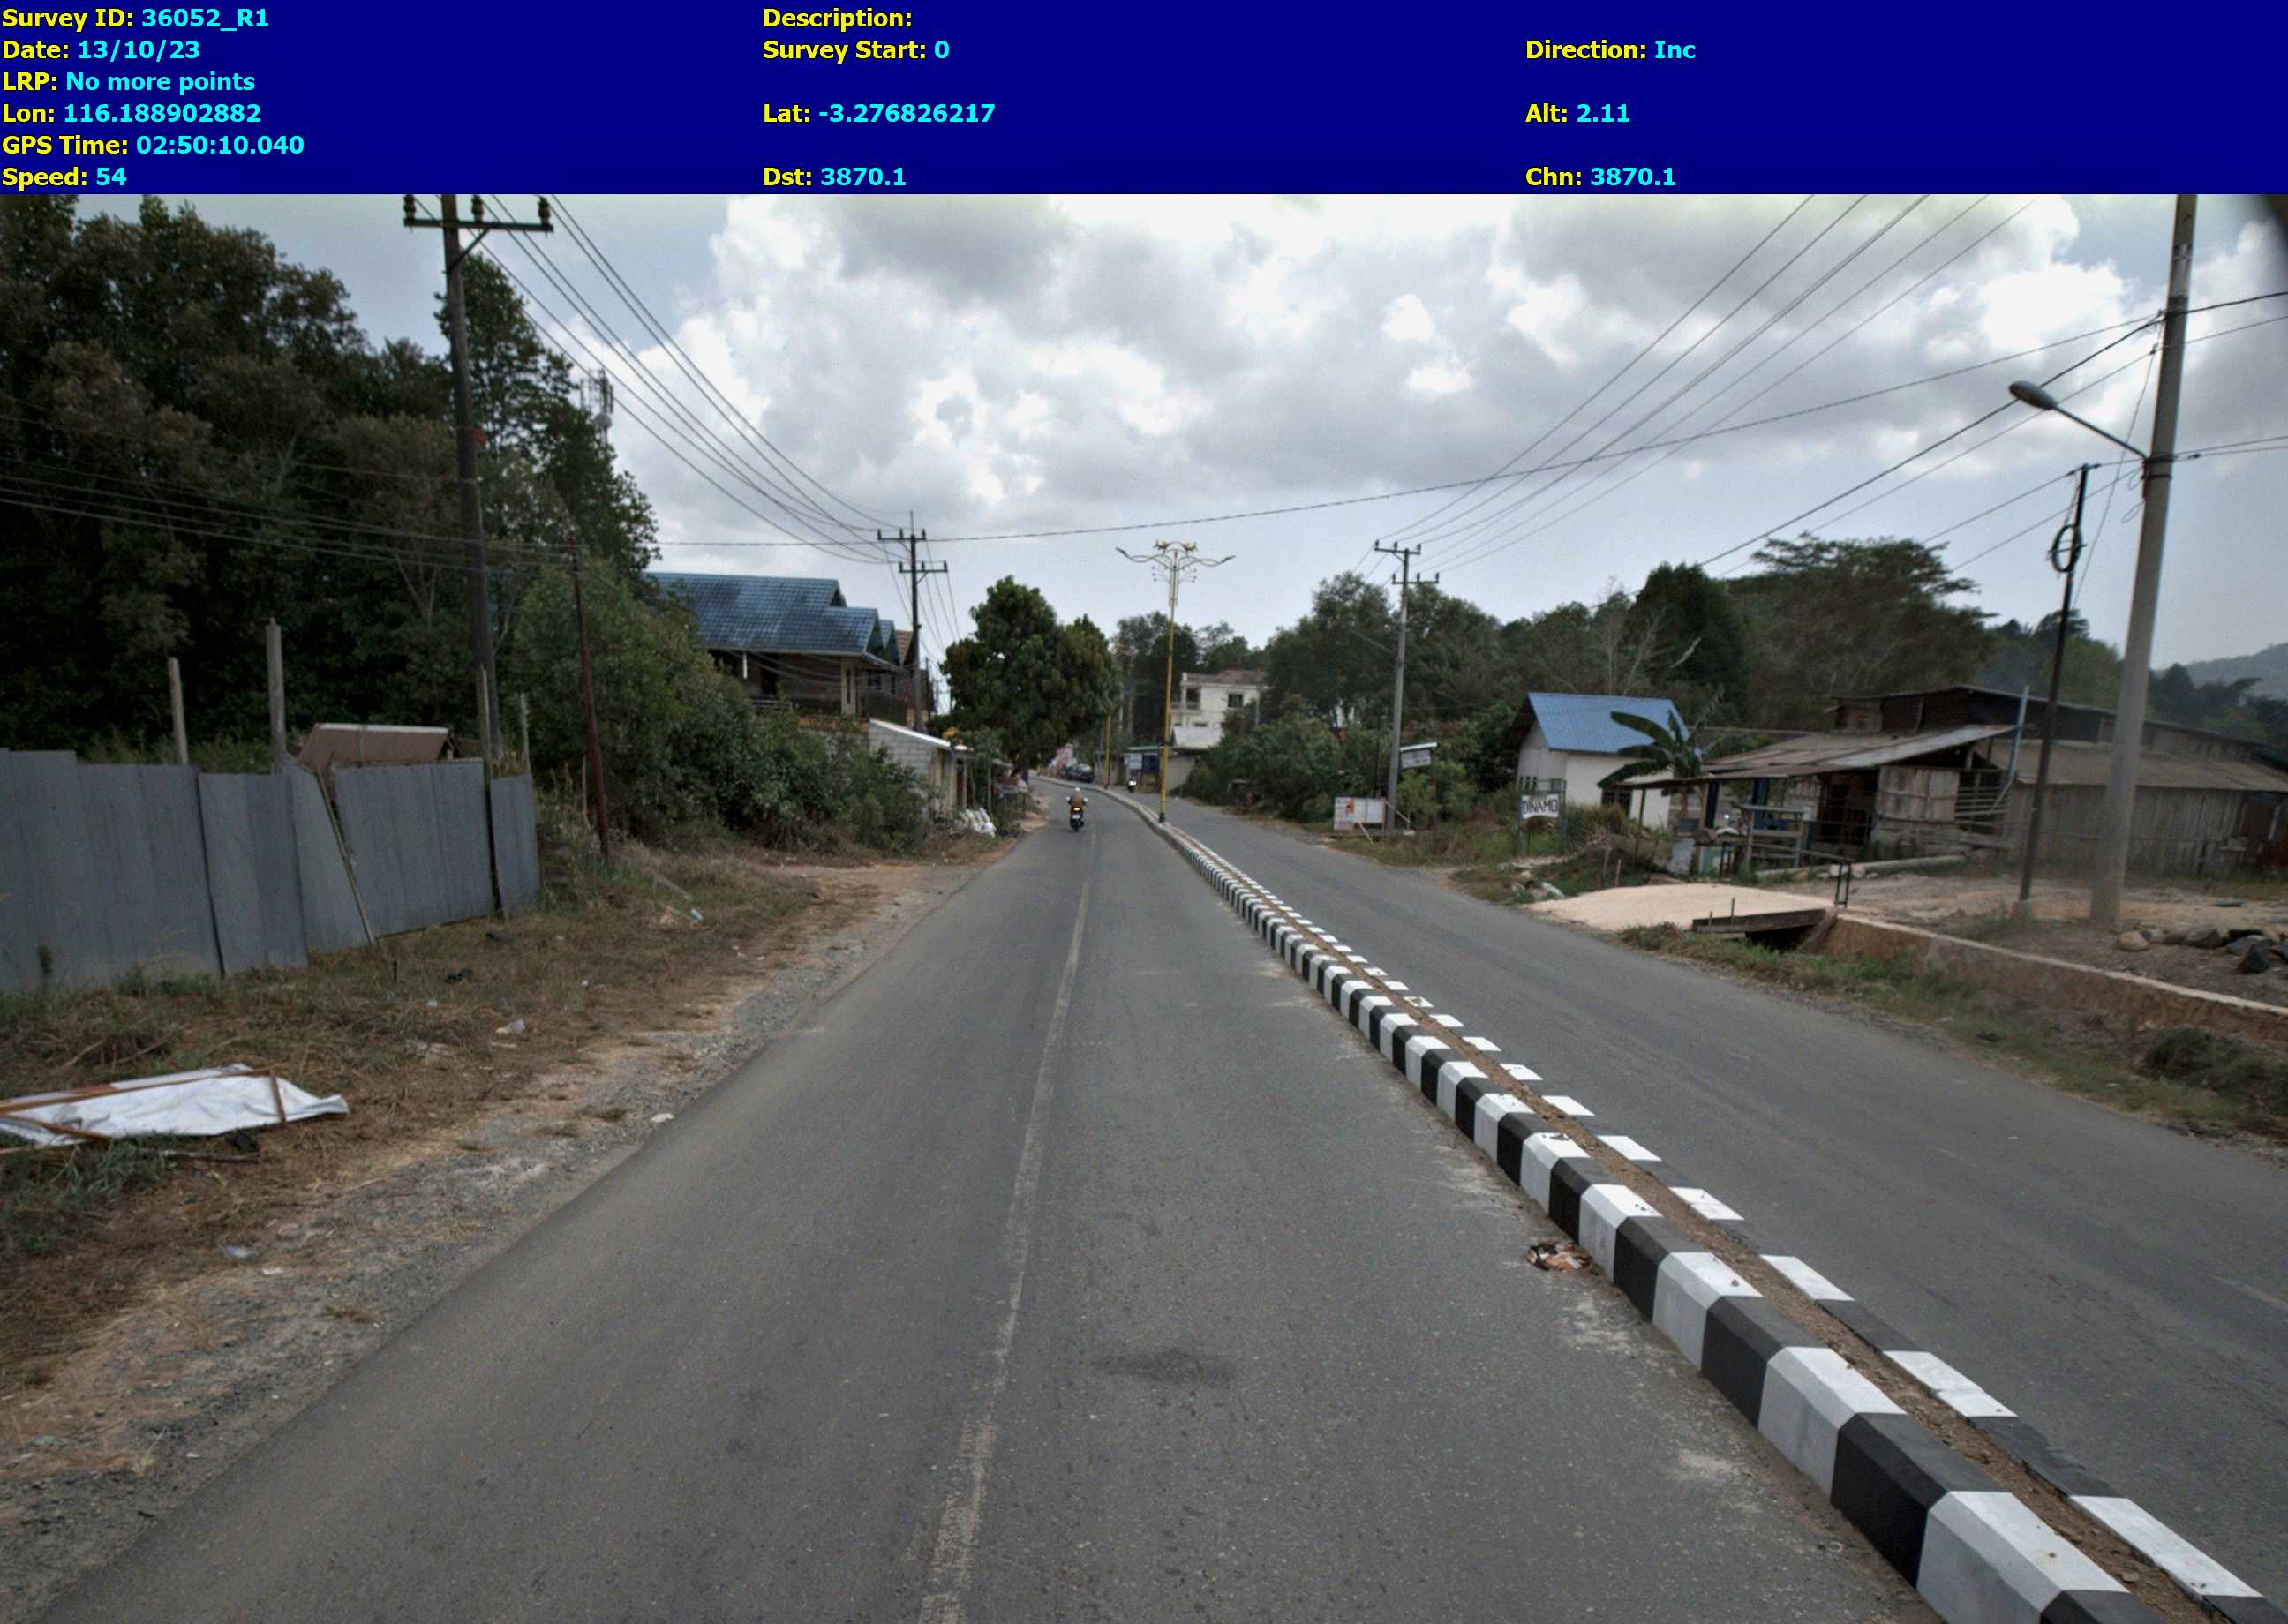 Survey ID: 36052_R1
Description:
Date: 13/10/23
Survey Start: 0
Direction: Inc
LRP: No more points
Lon: 116.188902882
Lat: -3.276826217
Alt: 2.11
GPS Time: 02:50:10.040
Speed: 54
Dst: 3870.1
Chn: 3870.1
DINAMO